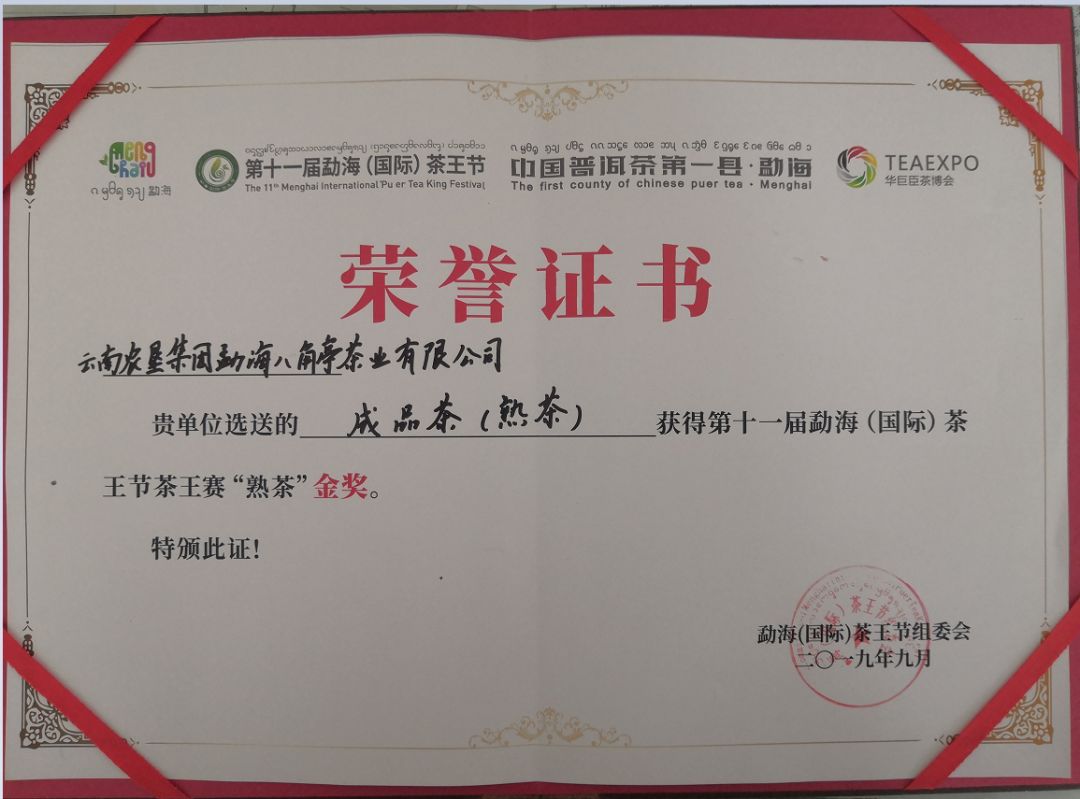 meng
haiu
勐海
第十一届勐海（国际）茶王节
The 11th Menghai International Pu er Tea King Festival
中国普洱茶第一县·勐海
The first county of chinese puer tea · Menghai
TEAEXPO
华巨臣茶博会
荣誉证书
云南农垦集团勐海八角亭茶业有限公司
贵单位选送的 成品茶（熟茶） 获得第十一届勐海（国际）茶
王节茶王赛“熟茶”金奖。
特颁此证！
勐海(国际)茶王节组委会
二〇一九年九月